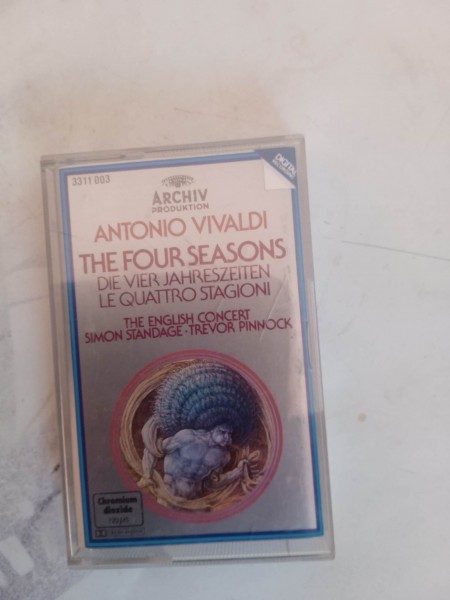 3311 003
DIGITAL
ARCHIV
PRODUKTION
ANTONIO VIVALDI
THE FOUR SEASONS
DIE VIER JAHRESZEITEN
LE QUATTRO STAGIONI
THE ENGLISH CONCERT
SIMON STANDAGE · TREVOR PINNOCK
Chromium
dioxide